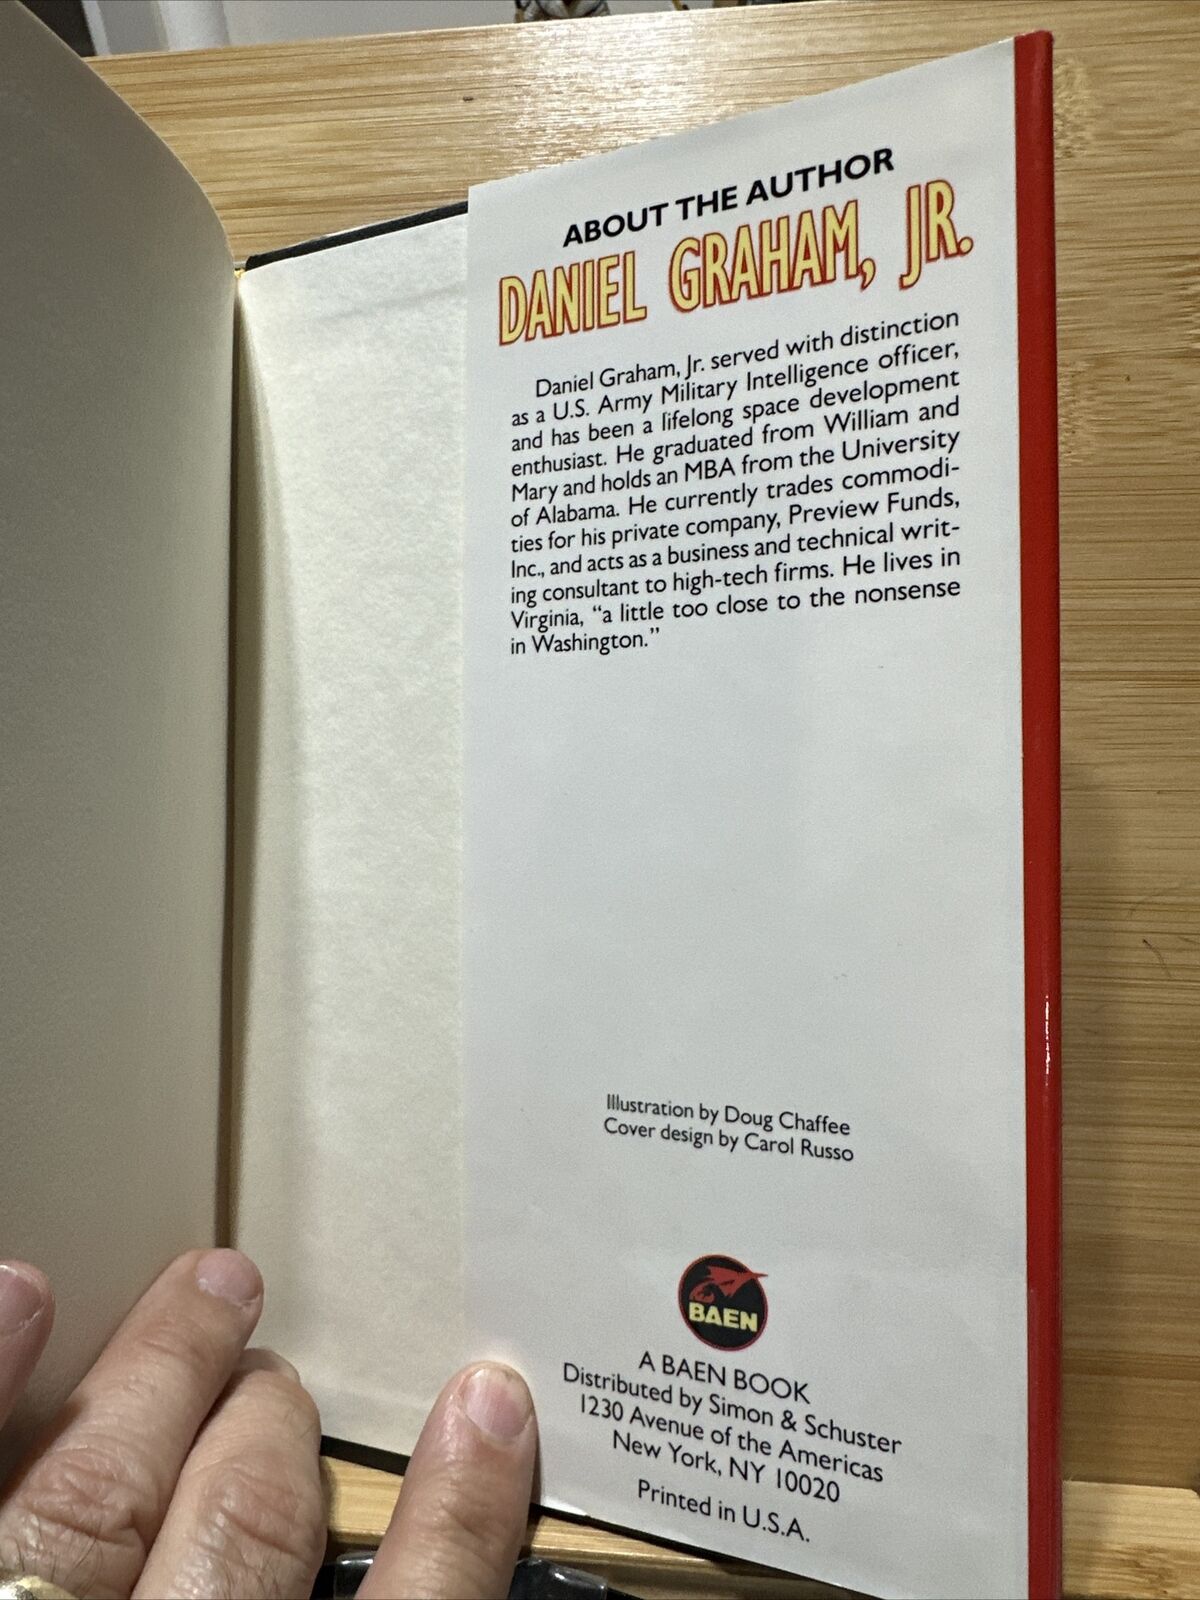 ABOUT THE AUTHOR
DANIEL GRAHAM, JR.
Daniel Graham, Jr. served with distinction
as a U.S. Army Military Intelligence officer,
and has been a lifelong space development
enthusiast. He graduated from William and
Mary and holds an MBA from the University
of Alabama. He currently trades commodi-
ties for his private company, Preview Funds,
Inc., and acts as a business and technical writ-
ing consultant to high-tech firms. He lives in
Virginia, “a little too close to the nonsense
in Washington.”
Illustration by Doug Chaffee
Cover design by Carol Russo
BAEN
A BAEN BOOK
Distributed by Simon & Schuster
1230 Avenue of the Americas
New York, NY 10020
Printed in U.S.A.